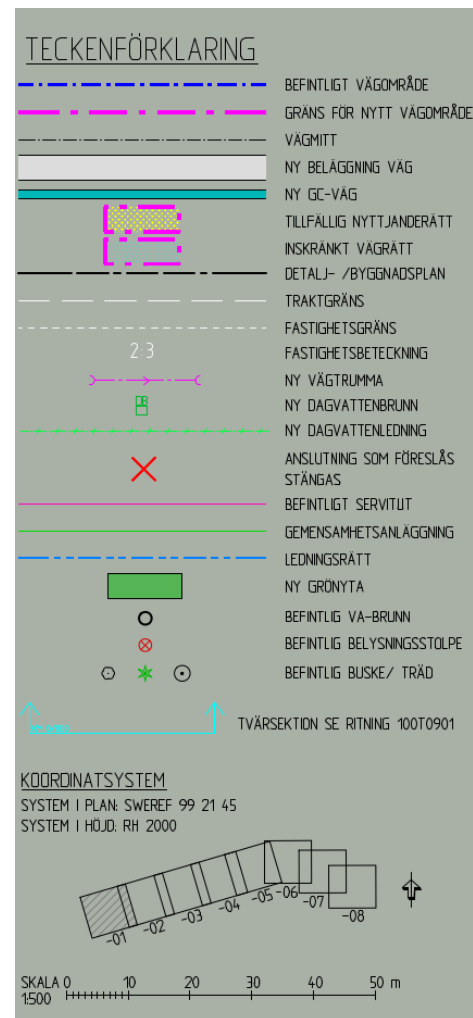 TECKENFÖRKLARING
BEFINTLIGT VÄGOMRÅDE
GRÄNS FÖR NYTT VÄGOMRÅDE
VÄGMITT
NY BELÄGGNING VÄG
NY GC-VÄG
TILLFÄLLIG NYTTJANDERÄTT
INSKRÄNKT VÄGRÄTT
DETALJ- /BYGGNADSPLAN
TRAKTGRÄNS
FASTIGHETSGRÄNS
2:3 FASTIGHETSBETECKNING
NY VÄGTRUMMA
NY DAGVATTENBRUNN
NY DAGVATTENLEDNING
ANSLUTNING SOM FÖRESLÅS
STÄNGAS
BEFINTLIGT SERVITUT
GEMENSAMHETSANLÄGGNING
LEDNINGSRÄTT
NY GRÖNYTA
BEFINTLIG VA-BRUNN
BEFINTLIG BELYSNINGSSTOLPE
BEFINTLIG BUSKE/ TRÄD
TVÄRSEKTION SE RITNING 100T0901
KOORDINATSYSTEM
SYSTEM I PLAN: SWEREF 99 21 45
SYSTEM I HÖJD: RH 2000
-01
-02
-03
-04
-05
-06
-07
-08
SKALA 0 10 20 30 40 50 m
1:500